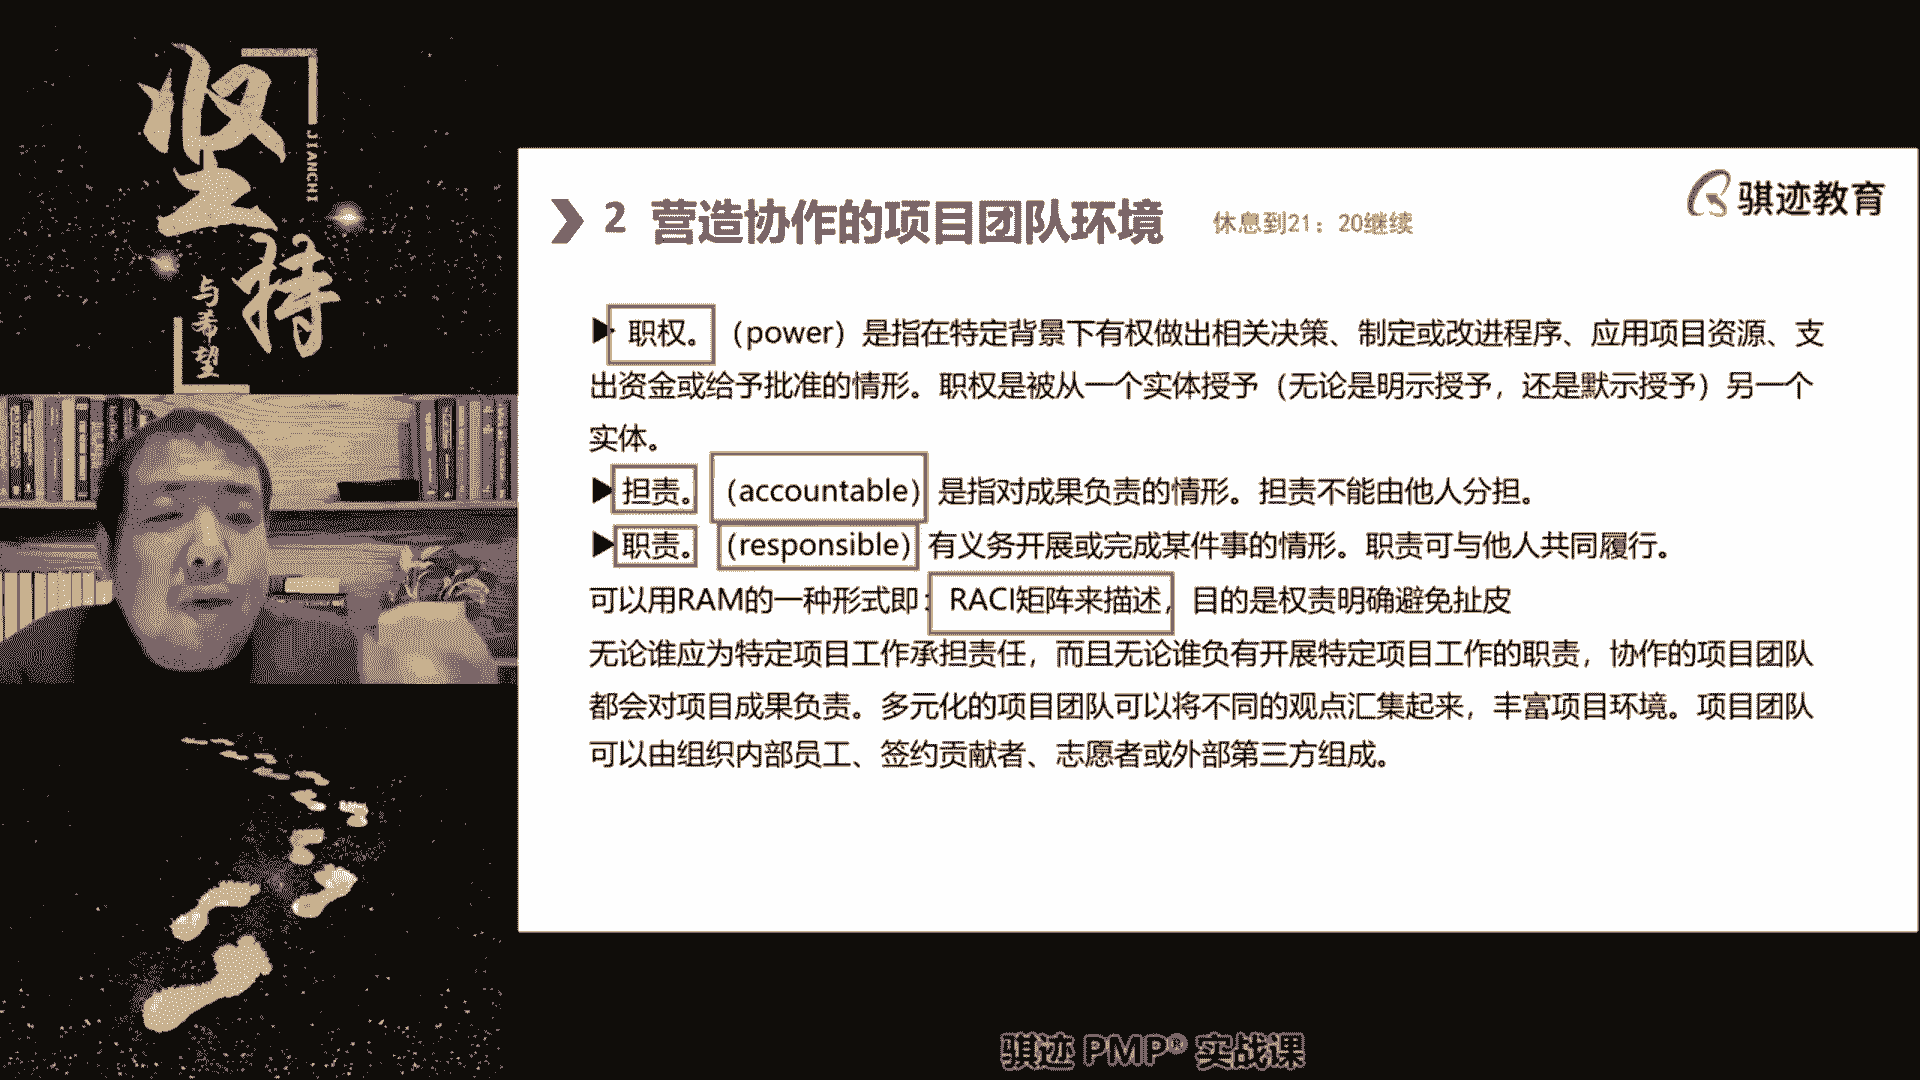 坚持
JIANCHI
与希望
骐迹教育
2 营造协作的项目团队环境
休息到21：20继续
职权。（power）是指在特定背景下有权做出相关决策、制定或改进程序、应用项目资源、支
出资金或给予批准的情形。职权是被从一个实体授予（无论是明示授予，还是默示授予）另一个
实体。
担责。（accountable）是指对成果负责的情形。担责不能由他人分担。
职责。（responsible）有义务开展或完成某件事的情形。职责可与他人共同履行。
可以用RAM的一种形式即：RACI矩阵来描述，目的是权责明确避免扯皮
无论谁应为特定项目工作承担责任，而且无论谁负有开展特定项目工作的职责，协作的项目团队
都会对项目成果负责。多元化的项目团队可以将不同的观点汇集起来，丰富项目环境。项目团队
可以由组织内部员工、签约贡献者、志愿者或外部第三方组成。
骐迹 PMP® 实战课